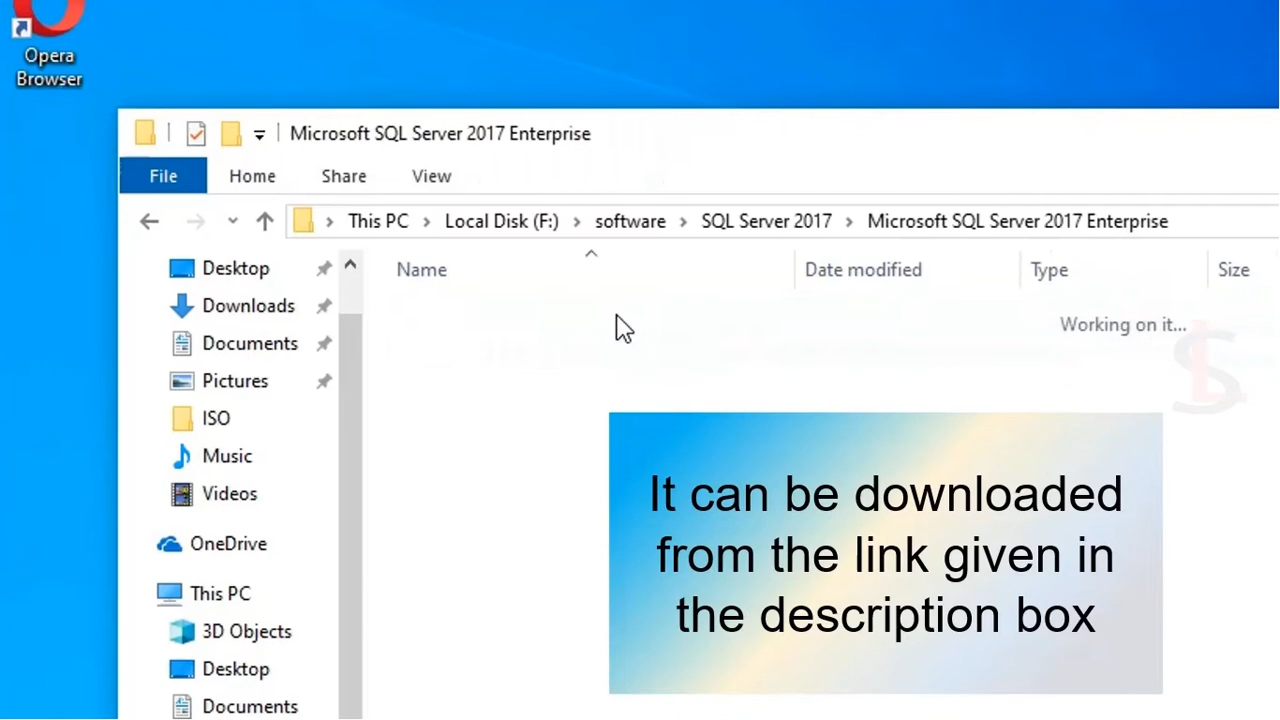 Opera
Browser
Microsoft SQL Server 2017 Enterprise
File Home Share View
This PC Local Disk (F:) software SQL Server 2017 Microsoft SQL Server 2017 Enterprise
Name Date modified Type Size
Working on it...
Desktop
Downloads
Documents
Pictures
ISO
Music
Videos
OneDrive
This PC
3D Objects
Desktop
Documents
It can be downloaded
from the link given in
the description box